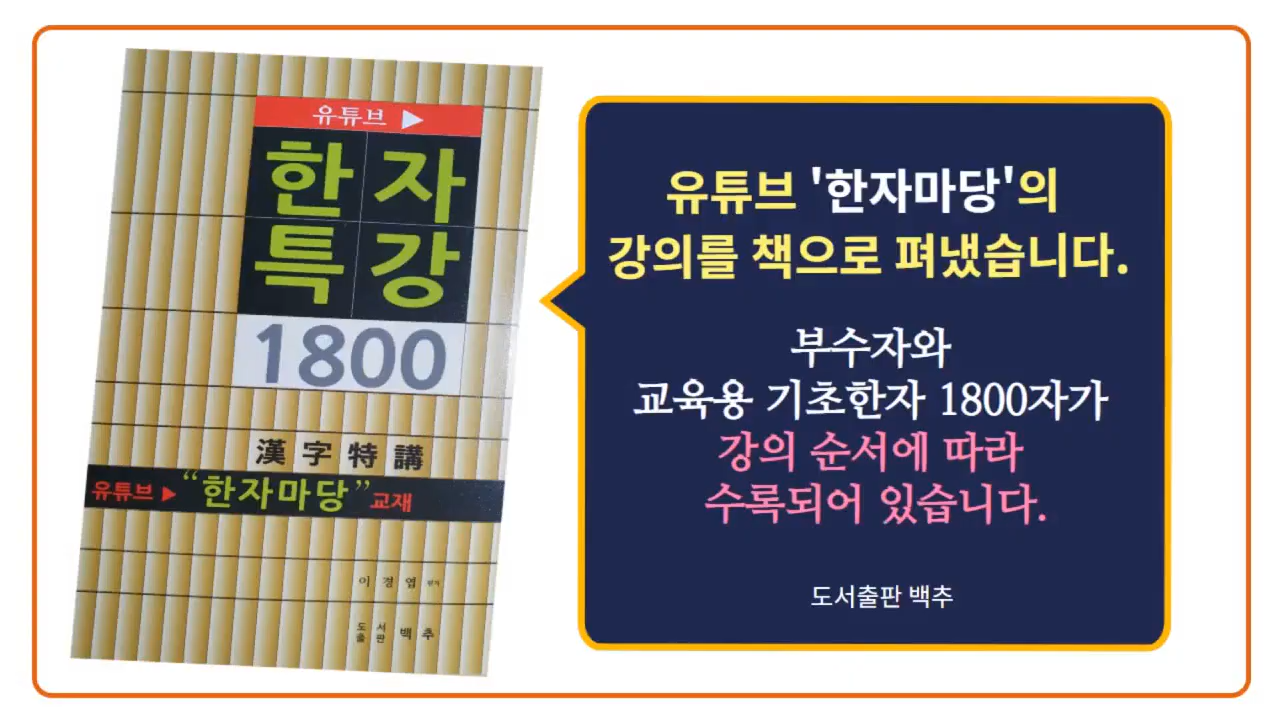 유튜브 ▶
한자
특강
1800
漢字特講
유튜브 ▶ “한자마당” 교재
이경엽
도서출판 백추
유튜브 '한자마당'의
강의를 책으로 펴냈습니다.
부수자와
교육용 기초한자 1800자가
강의 순서에 따라
수록되어 있습니다.
도서출판 백추